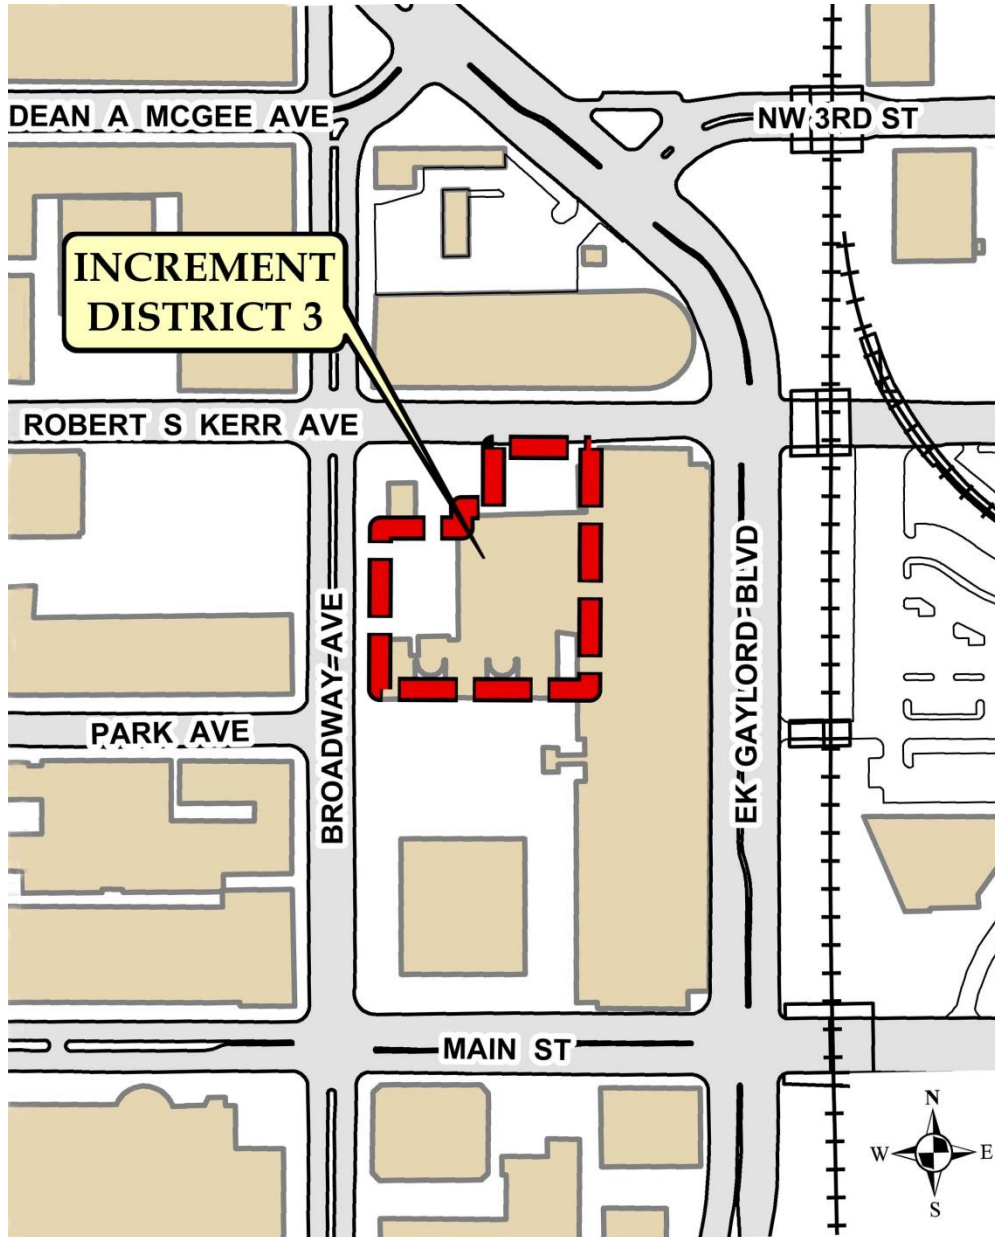 DEAN A MCGEE AVE
NW 3RD ST
INCREMENT
DISTRICT 3
ROBERT S KERR AVE
BROADWAY AVE
EK GAYLORD BLVD
PARK AVE
MAIN ST
N
W E
S